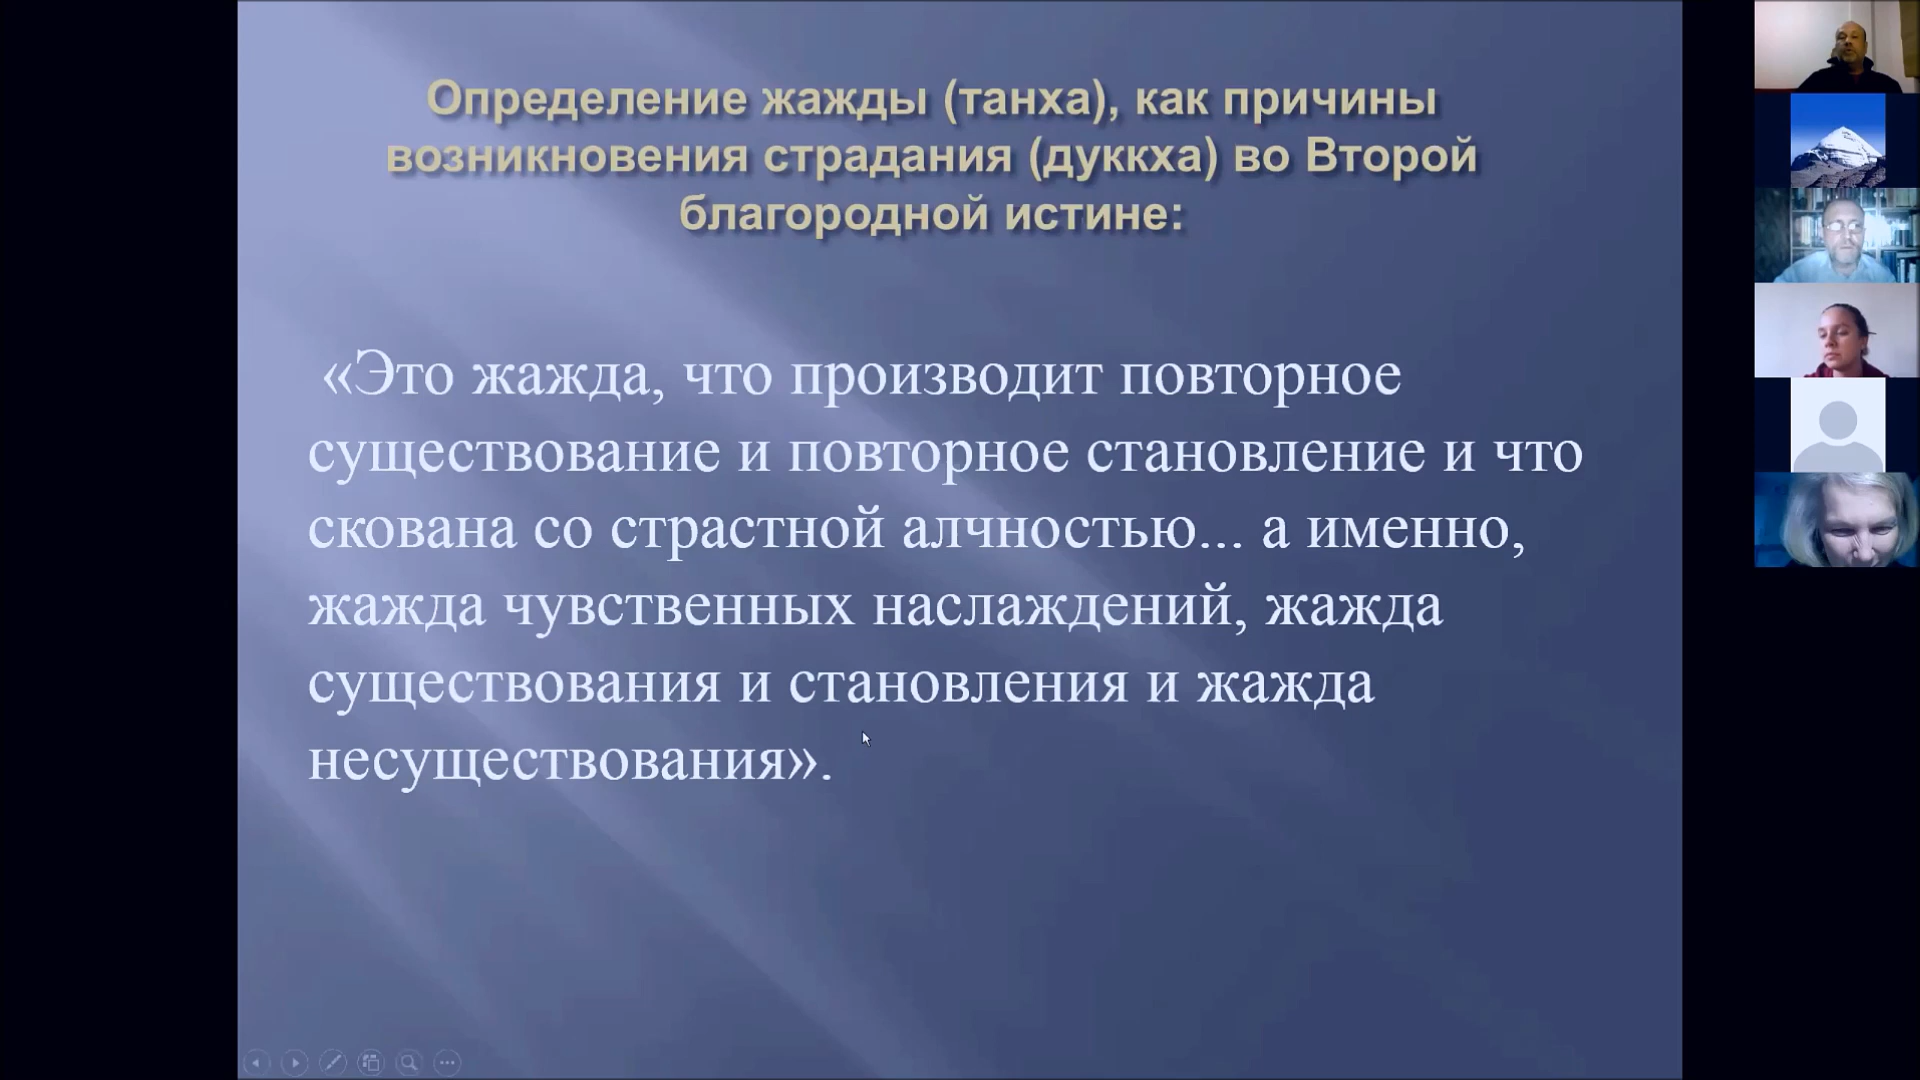 Определение жажды (танха), как причины
возникновения страдания (дуккха) во Второй
благородной истине:
«Это жажда, что производит повторное
существование и повторное становление и что
скована со страстной алчностью... а именно,
жажда чувственных наслаждений, жажда
существования и становления и жажда
несуществования».